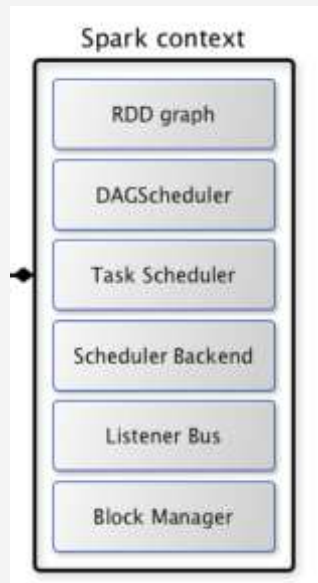 Spark context
RDD graph
DAGScheduler
Task Scheduler
Scheduler Backend
Listener Bus
Block Manager